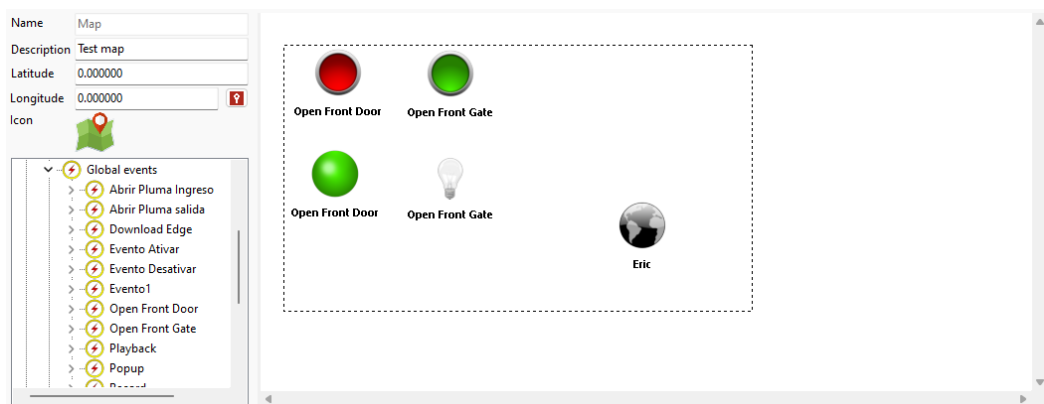 Name
Map
Description
Test map
Latitude
0.000000
Longitude
0.000000
Icon
Global events
Abrir Pluma Ingreso
Abrir Pluma salida
Download Edge
Evento Ativar
Evento Desativar
Evento1
Open Front Door
Open Front Gate
Playback
Popup
Open Front Door
Open Front Gate
Open Front Door
Open Front Gate
Eric